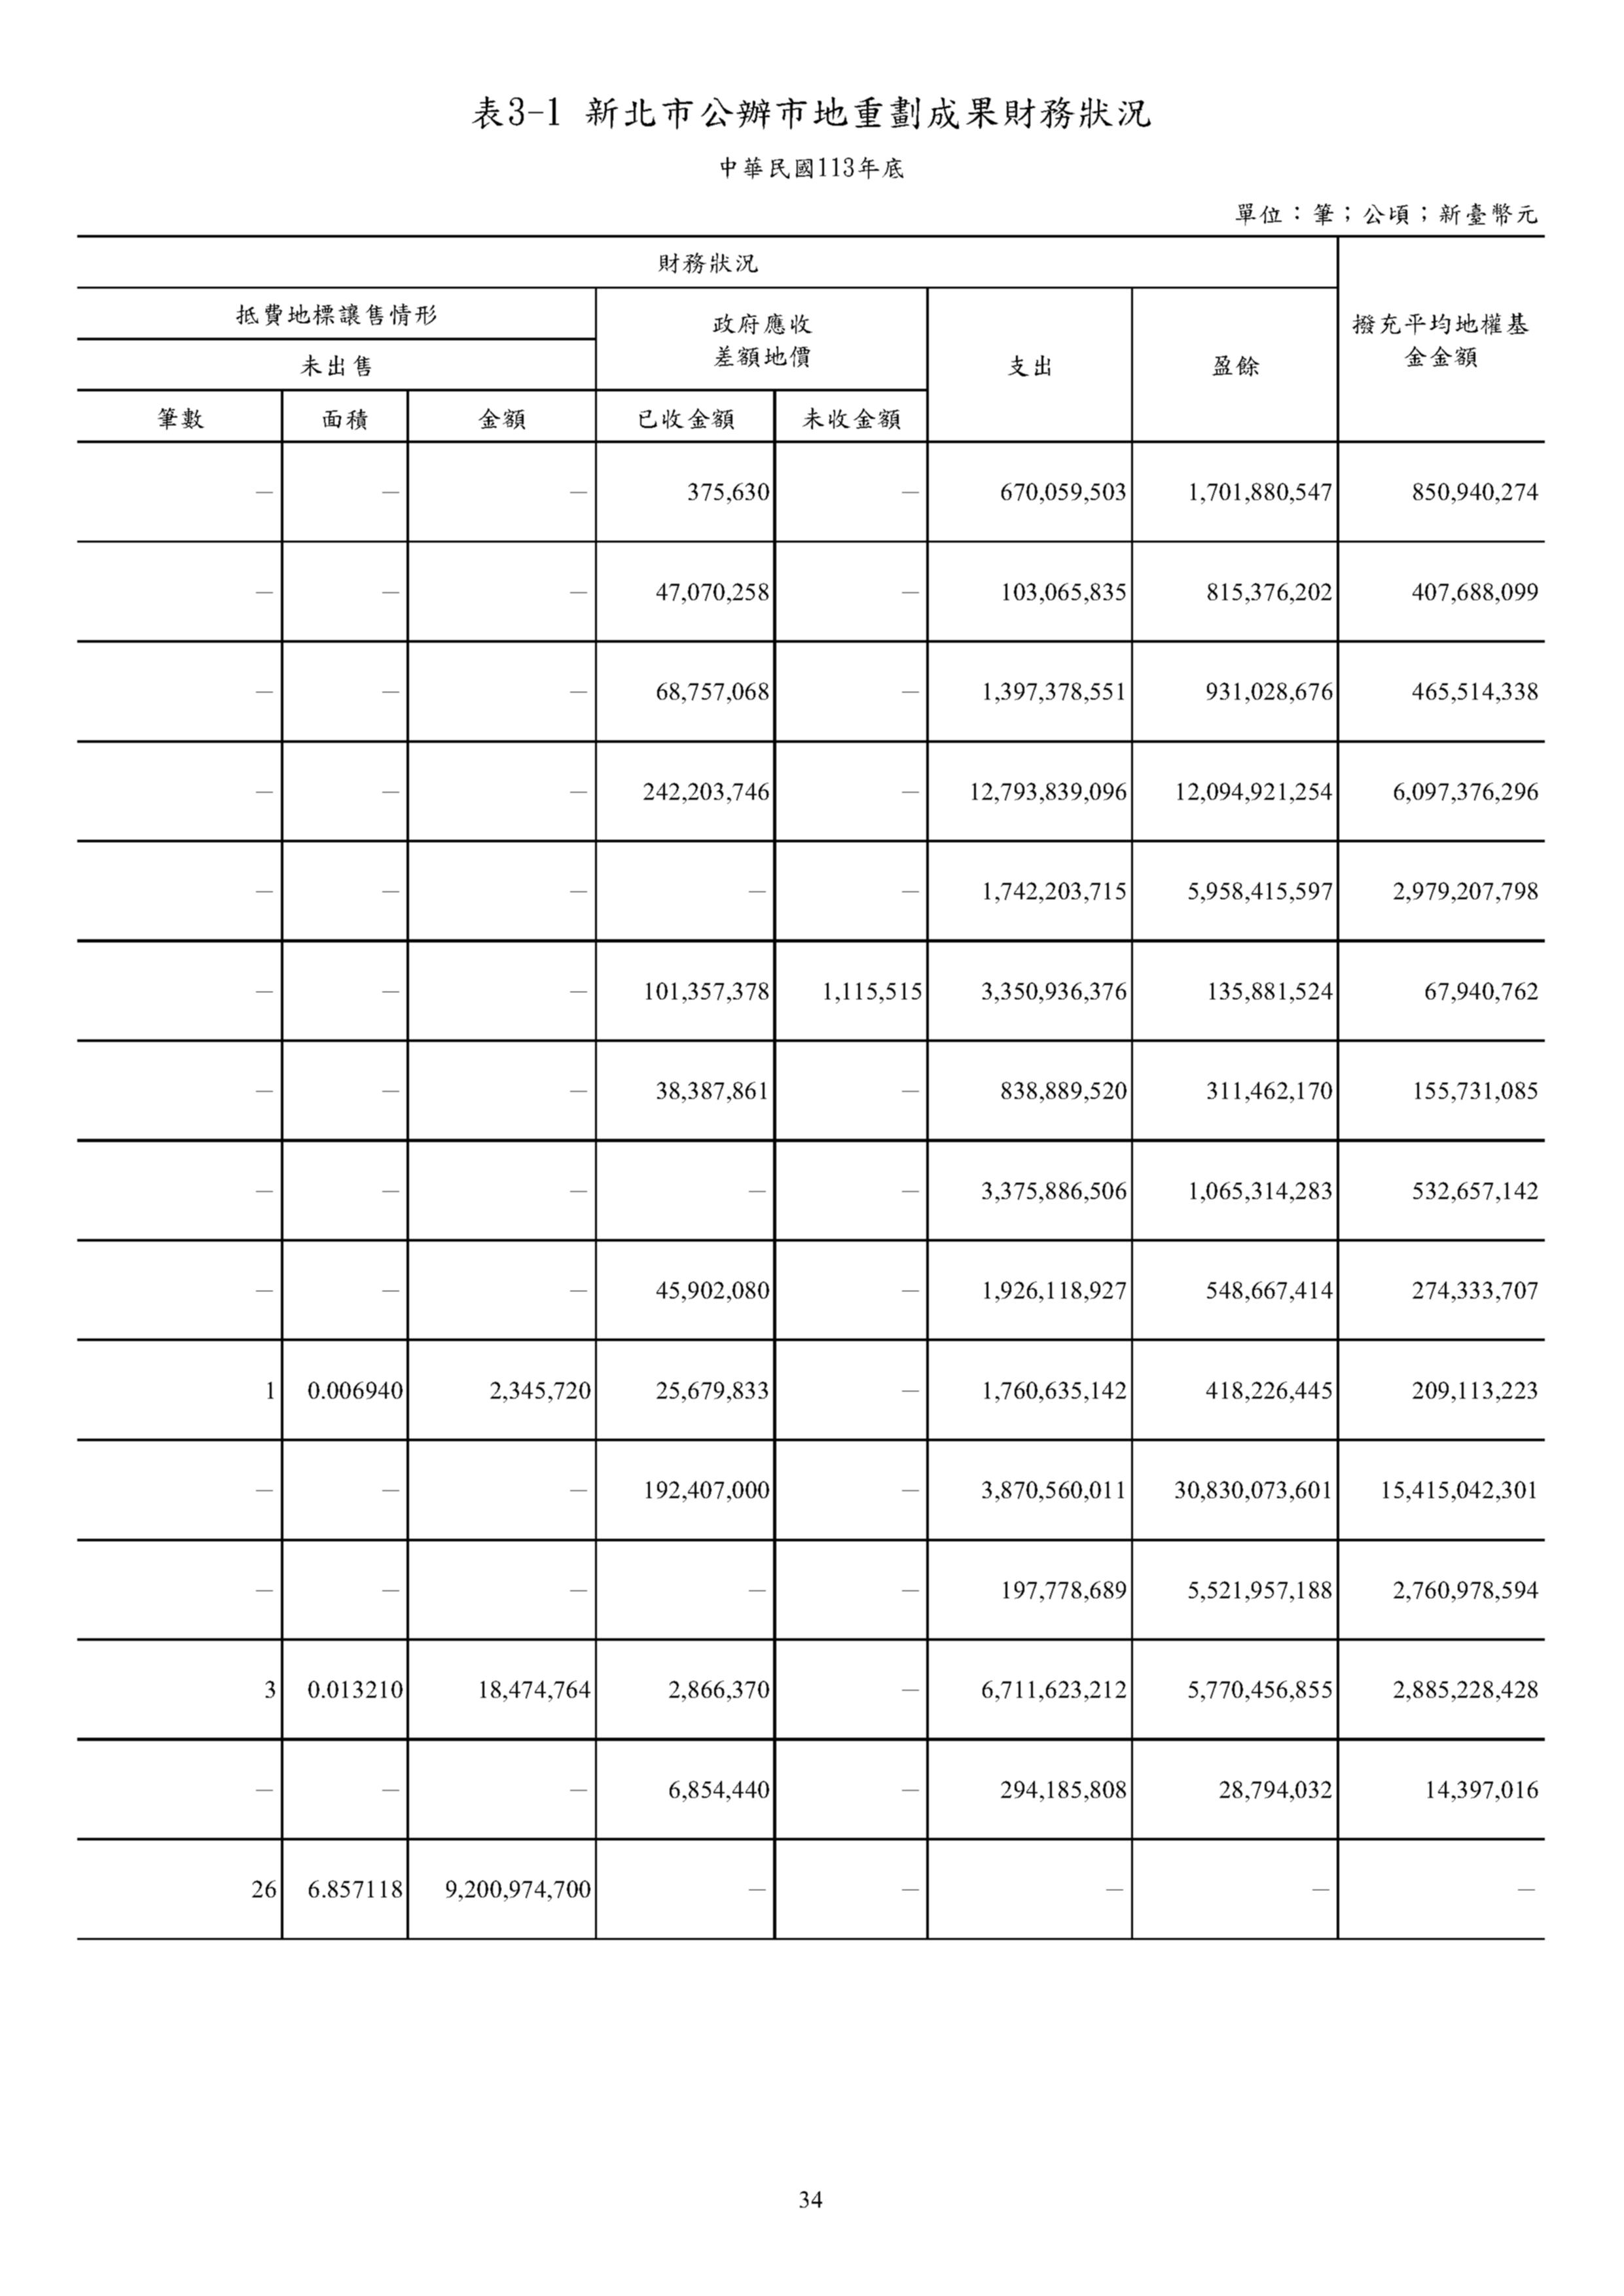 表3-1 新北市公辦市地重劃成果財務狀況
中華民國113年底
單位：筆；公頃；新臺幣元
財務狀況
抵費地標讓售情形
政府應收
差額地價
支出
盈餘
撥充平均地權基
金金額
未出售
筆數 面積 金額 已收金額 未收金額
— — — 375,630 — 670,059,503 1,701,880,547 850,940,274
— — — 47,070,258 — 103,065,835 815,376,202 407,688,099
— — — 68,757,068 — 1,397,378,551 931,028,676 465,514,338
— — — 242,203,746 — 12,793,839,096 12,094,921,254 6,097,376,296
— — — — — 1,742,203,715 5,958,415,597 2,979,207,798
— — — 101,357,378 1,115,515 3,350,936,376 135,881,524 67,940,762
— — — 38,387,861 — 838,889,520 311,462,170 155,731,085
— — — — — 3,375,886,506 1,065,314,283 532,657,142
— — — 45,902,080 — 1,926,118,927 548,667,414 274,333,707
1 0.006940 2,345,720 25,679,833 — 1,760,635,142 418,226,445 209,113,223
— — — 192,407,000 — 3,870,560,011 30,830,073,601 15,415,042,301
— — — — — 197,778,689 5,521,957,188 2,760,978,594
3 0.013210 18,474,764 2,866,370 — 6,711,623,212 5,770,456,855 2,885,228,428
— — — 6,854,440 — 294,185,808 28,794,032 14,397,016
26 6.857118 9,200,974,700 — — — — —
34